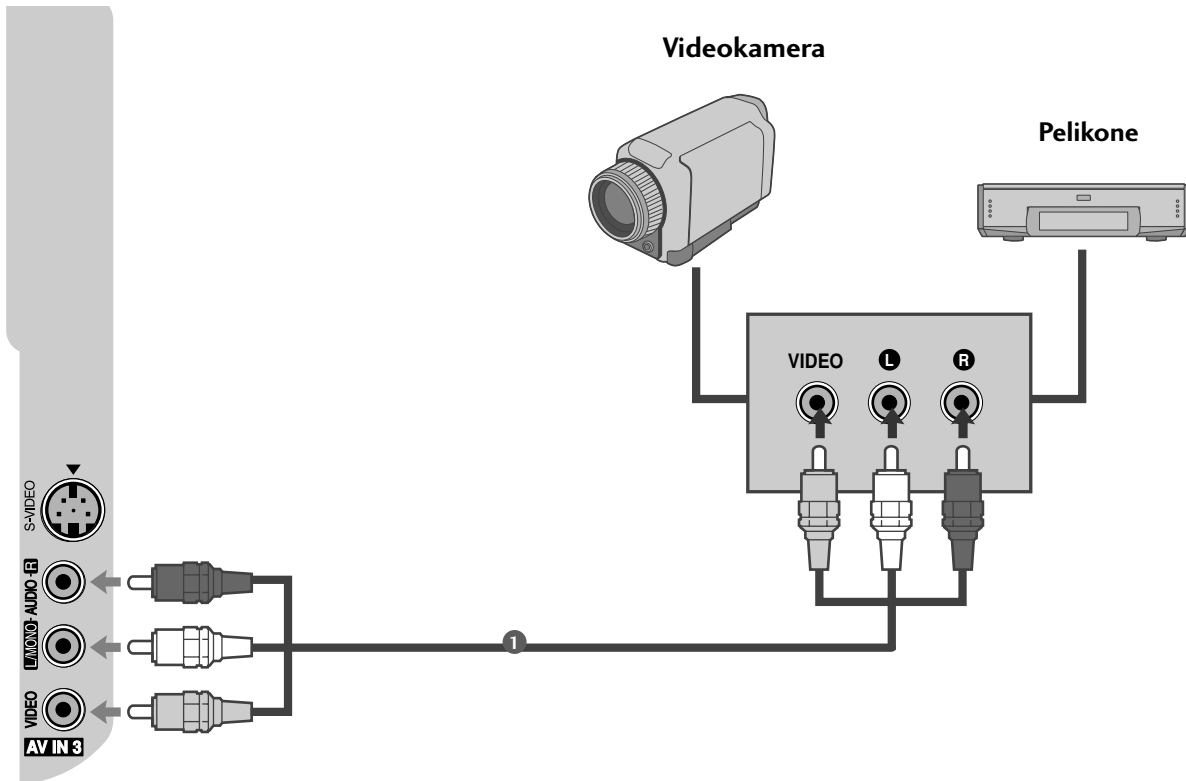 Videokamera
Pelikone
VIDEO L R
S-VIDEO
L/MONO - AUDIO - R
VIDEO
AV IN 3
1